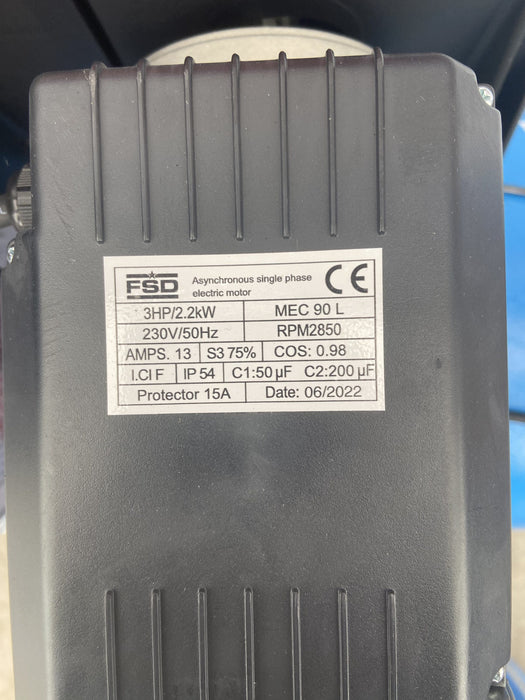 FSD Asynchronous single phase
electric motor CE
3HP/2.2kW MEC 90 L
230V/50Hz RPM2850
AMPS. 13 S3 75% COS: 0.98
I.Cl F IP 54 C1:50 μF C2:200 μF
Protector 15A Date: 06/2022